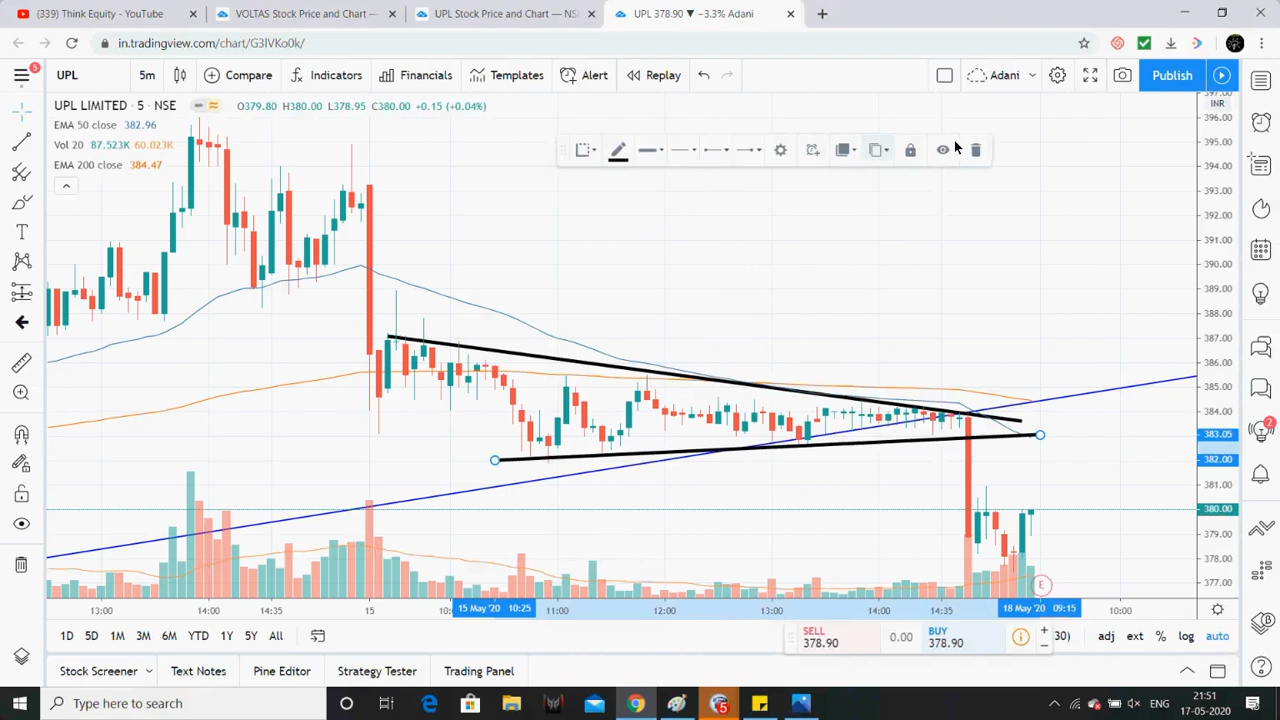 (339) Think Equity - YouTube
VOLTAS Stock Price and Chart —
UPL Stock Price and Chart — NSE
UPL 378.90 ▼ −3.3% Adani
in.tradingview.com/chart/G3lVKo0k/
5
UPL
5m
Compare
Indicators
Financials
Templates
Alert
Replay
Adani
Publish
UPL LIMITED · 5 · NSE
O379.80 H380.00 L378.95 C380.00 +0.15 (+0.04%)
EMA 50 close 382.96
Vol 20 87.523K 60.023K
EMA 200 close 384.47
397.00
INR
396.00
395.00
394.00
393.00
392.00
391.00
390.00
389.00
388.00
387.00
386.00
385.00
384.00
383.05
382.00
381.00
380.00
379.00
378.00
377.00
2
E
13:00
14:00
14:35
15
10:
15 May '20 10:25
11:00
12:00
13:00
14:00
14:35
18 May '20 09:15
10:00
1D
5D
1M
3M
6M
YTD
1Y
5Y
All
SELL
378.90
0.00
BUY
378.90
30)
adj
ext
%
log
auto
Stock Screener
Text Notes
Pine Editor
Strategy Tester
Trading Panel
Type here to search
5
ENG
21:51
17-05-2020